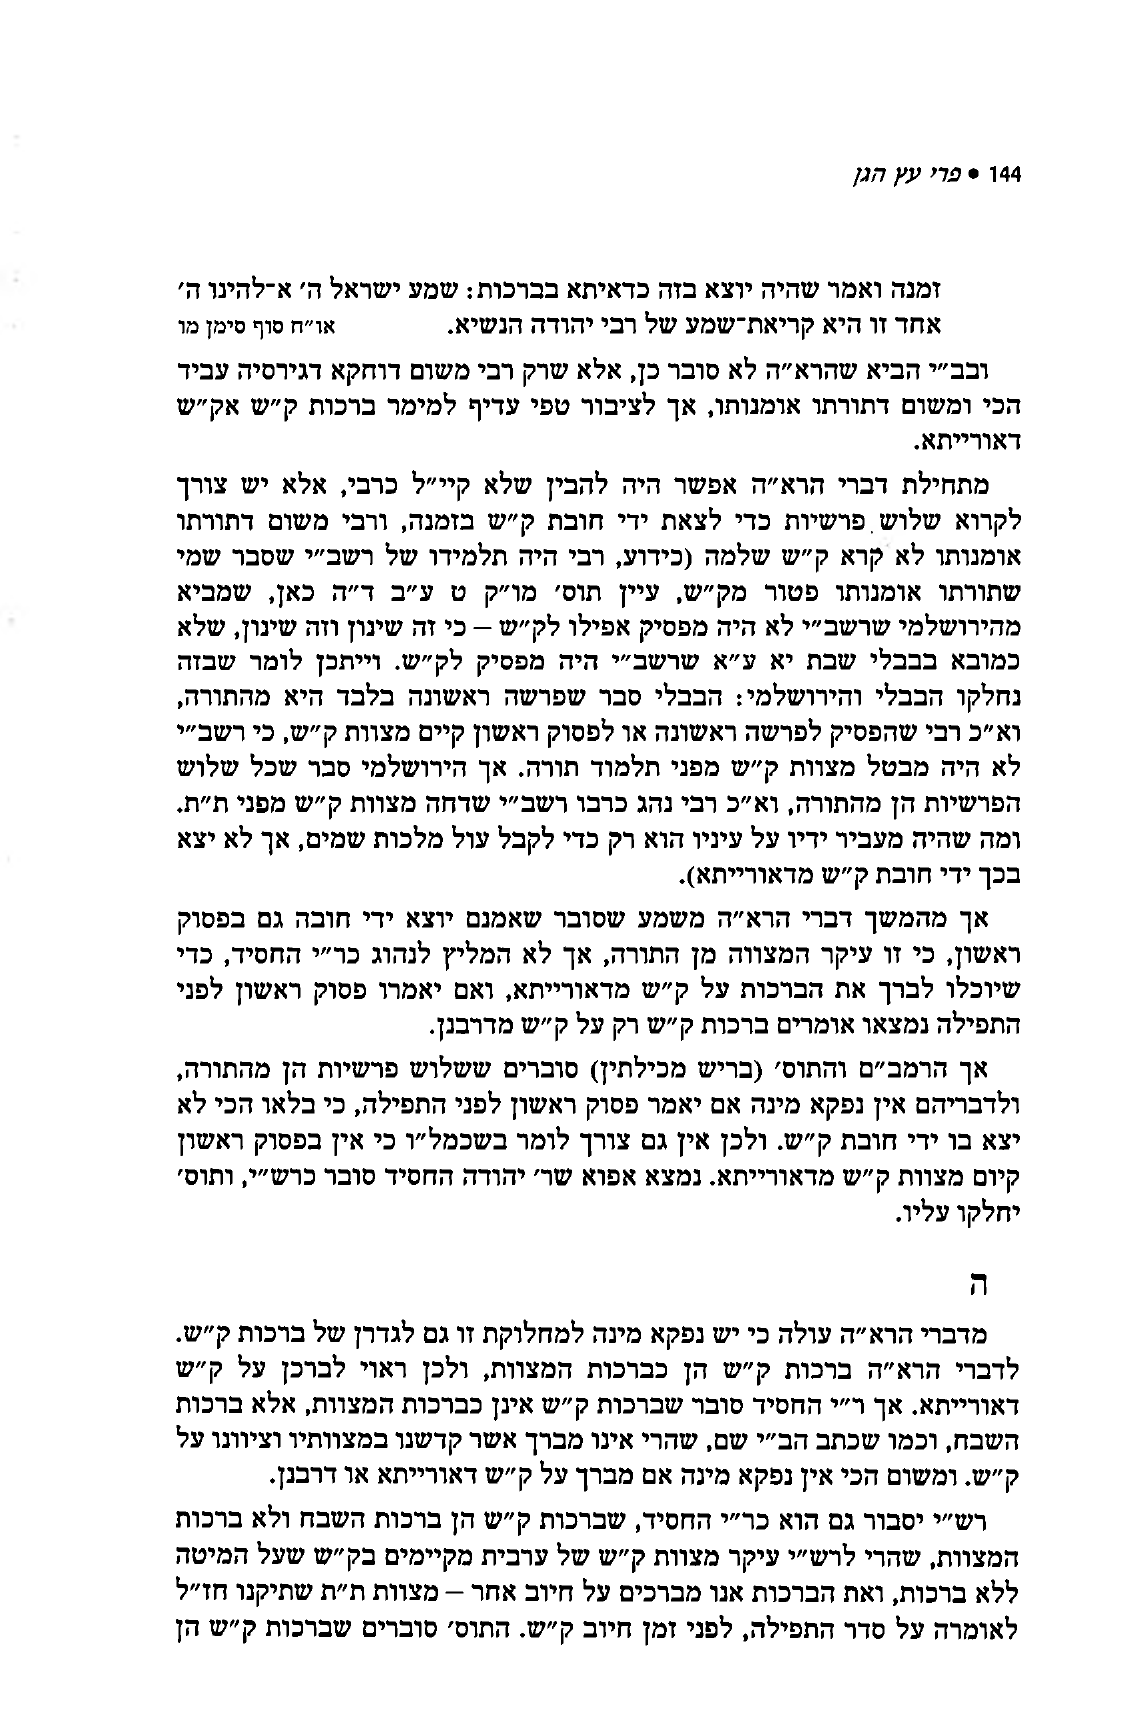 144 • פרי עץ הגן
זמנה ואמר שהיה יוצא בזה כדאיתא בברכות: שמע ישראל ה׳ א־להינו ה׳
אחד זו היא קריאת־שמע של רבי יהודה הנשיא. או״ח סוף סימן מו
ובב״י הביא שהרא״ה לא סובר כן, אלא שרק רבי משום דוחקא דגירסיה עביד
הכי ומשום דתורתו אומנותו, אך לציבור טפי עדיף למימר ברכות ק״ש אק״ש
דאורייתא.
מתחילת דברי הרא״ה אפשר היה להבין שלא קיי״ל כרבי, אלא יש צורך
לקרוא שלוש פרשיות כדי לצאת ידי חובת ק״ש בזמנה, ורבי משום דתורתו
אומנותו לא קרא ק״ש שלמה (כידוע, רבי היה תלמידו של רשב״י שסבר שמי
שתורתו אומנותו פטור מק״ש, עיין תוס׳ מו״ק ט ע״ב ד״ה כאן, שמביא
מהירושלמי שרשב״י לא היה מפסיק אפילו לק״ש – כי זה שינון וזה שינון, שלא
כמובא בבבלי שבת יא ע״א שרשב״י היה מפסיק לק״ש. וייתכן לומר שבזה
נחלקו הבבלי והירושלמי: הבבלי סבר שפרשה ראשונה בלבד היא מהתורה,
וא״כ רבי שהפסיק לפרשה ראשונה או לפסוק ראשון קיים מצוות ק״ש, כי רשב״י
לא היה מבטל מצוות ק״ש מפני תלמוד תורה. אך הירושלמי סבר שכל שלוש
הפרשיות הן מהתורה, וא״כ רבי נהג כרבו רשב״י שדחה מצוות ק״ש מפני ת״ת.
ומה שהיה מעביר ידיו על עיניו הוא רק כדי לקבל עול מלכות שמים, אך לא יצא
בכך ידי חובת ק״ש מדאורייתא).
אך מהמשך דברי הרא״ה משמע שסובר שאמנם יוצא ידי חובה גם בפסוק
ראשון, כי זו עיקר המצווה מן התורה, אך לא המליץ לנהוג כר״י החסיד, כדי
שיוכלו לברך את הברכות על ק״ש מדאורייתא, ואם יאמרו פסוק ראשון לפני
התפילה נמצאו אומרים ברכות ק״ש רק על ק״ש מדרבנן.
אך הרמב״ם והתוס׳ (בריש מכילתין) סוברים ששלוש פרשיות הן מהתורה,
ולדבריהם אין נפקא מינה אם יאמר פסוק ראשון לפני התפילה, כי בלאו הכי לא
יצא בו ידי חובת ק״ש. ולכן אין גם צורך לומר בשכמל״ו כי אין בפסוק ראשון
קיום מצוות ק״ש מדאורייתא. נמצא אפוא שר׳ יהודה החסיד סובר כרש״י, ותוס׳
יחלקו עליו.
ה
מדברי הרא״ה עולה כי יש נפקא מינה למחלוקת זו גם לגדרן של ברכות ק״ש.
לדברי הרא״ה ברכות ק״ש הן כברכות המצוות, ולכן ראוי לברכן על ק״ש
דאורייתא. אך ר״י החסיד סובר שברכות ק״ש אינן כברכות המצוות, אלא ברכות
השבח, וכמו שכתב הב״י שם, שהרי אינו מברך אשר קדשנו במצוותיו וציוונו על
ק״ש. ומשום הכי אין נפקא מינה אם מברך על ק״ש דאורייתא או דרבנן.
רש״י יסבור גם הוא כר״י החסיד, שברכות ק״ש הן ברכות השבח ולא ברכות
המצוות, שהרי לרש״י עיקר מצוות ק״ש של ערבית מקיימים בק״ש שעל המיטה
ללא ברכות, ואת הברכות אנו מברכים על חיוב אחר – מצוות ת״ת שתיקנו חז״ל
לאומרה על סדר התפילה, לפני זמן חיוב ק״ש. התוס׳ סוברים שברכות ק״ש הן